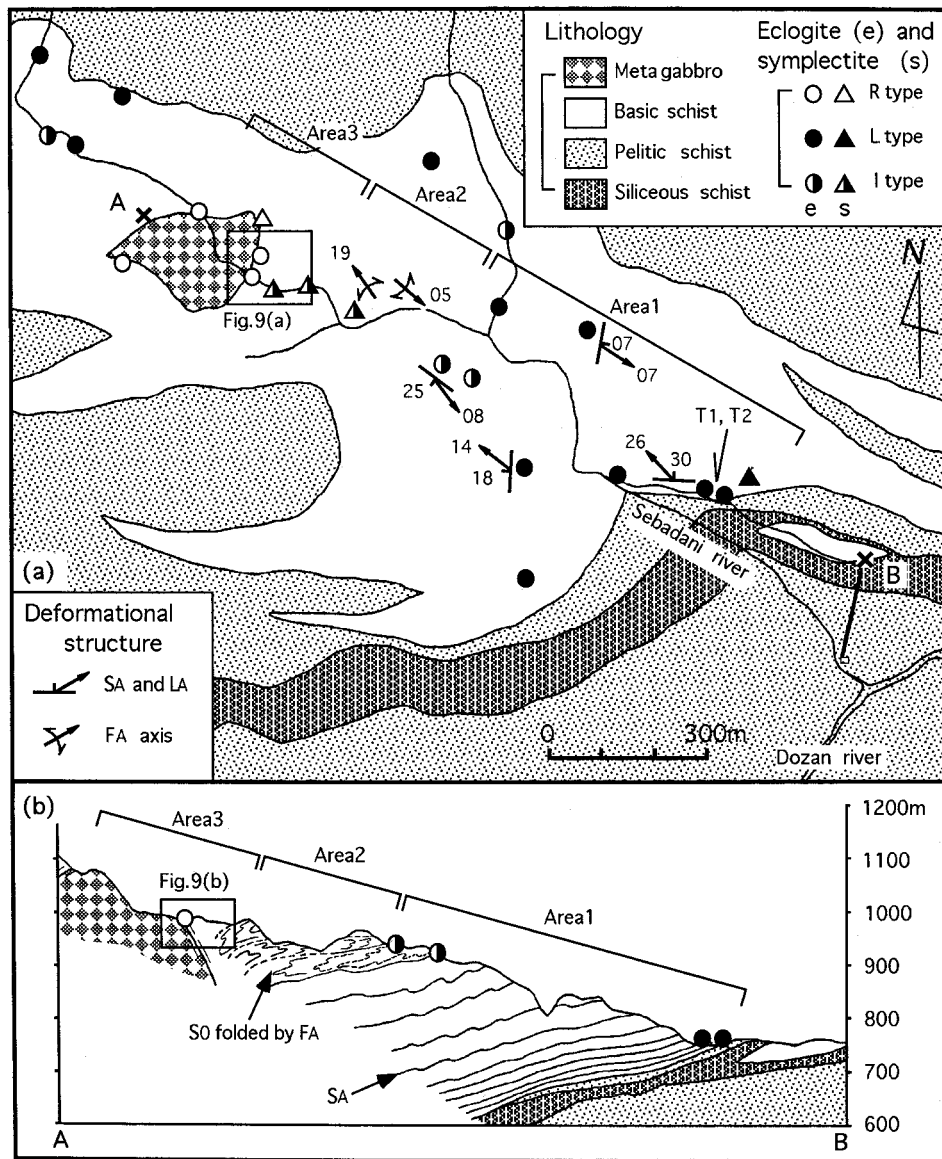 Lithology
Metagabbro
Basic schist
Pelitic schist
Siliceous schist
Eclogite (e) and
symplectite (s)
R type
L type
I type
e s
Area3
Area2
Area1
A
N
19
05
Fig.9(a)
07
07
25
08
14
18
26
30
T1, T2
Sebadani river
B
(a)
Deformational
structure
SA and LA
FA axis
0 300m
Dozan river
(b)
1200m
1100
1000
900
800
700
600
Area3
Area2
Area1
Fig.9(b)
S0 folded by FA
SA
A B